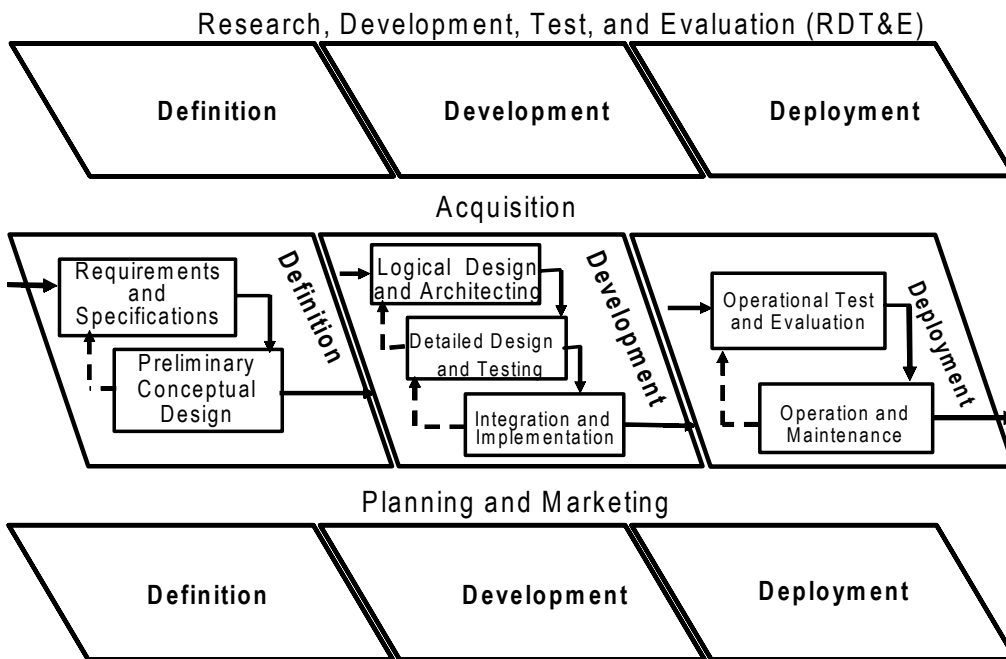 Research, Development, Test, and Evaluation (RDT&E)
Definition
Development
Deployment
Acquisition
Requirements
and
Specifications
Preliminary
Conceptual
Design
Definition
Logical Design
and Architecting
Detailed Design
and Testing
Integration and
Implementation
Development
Operational Test
and Evaluation
Operation and
Maintenance
Deployment
Planning and Marketing
Definition
Development
Deployment